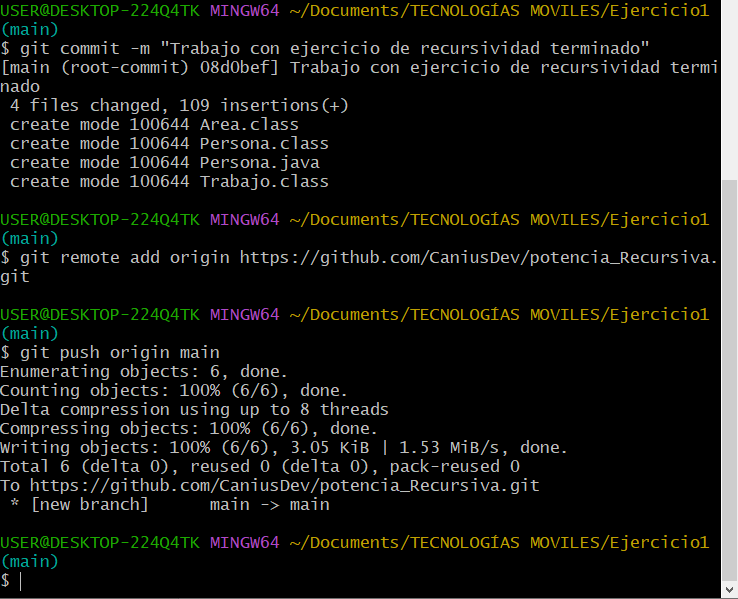 USER@DESKTOP-224Q4TK MINGW64 ~/Documents/TECNOLOGÍAS MOVILES/Ejercicio1
(main)
$ git commit -m "Trabajo con ejercicio de recursividad terminado"
[main (root-commit) 08d0bef] Trabajo con ejercicio de recursividad termi
nado
 4 files changed, 109 insertions(+)
 create mode 100644 Area.class
 create mode 100644 Persona.class
 create mode 100644 Persona.java
 create mode 100644 Trabajo.class

USER@DESKTOP-224Q4TK MINGW64 ~/Documents/TECNOLOGÍAS MOVILES/Ejercicio1
(main)
$ git remote add origin https://github.com/CaniusDev/potencia_Recursiva.
git

USER@DESKTOP-224Q4TK MINGW64 ~/Documents/TECNOLOGÍAS MOVILES/Ejercicio1
(main)
$ git push origin main
Enumerating objects: 6, done.
Counting objects: 100% (6/6), done.
Delta compression using up to 8 threads
Compressing objects: 100% (6/6), done.
Writing objects: 100% (6/6), 3.05 KiB | 1.53 MiB/s, done.
Total 6 (delta 0), reused 0 (delta 0), pack-reused 0
To https://github.com/CaniusDev/potencia_Recursiva.git
 * [new branch]      main -> main

USER@DESKTOP-224Q4TK MINGW64 ~/Documents/TECNOLOGÍAS MOVILES/Ejercicio1
(main)
$